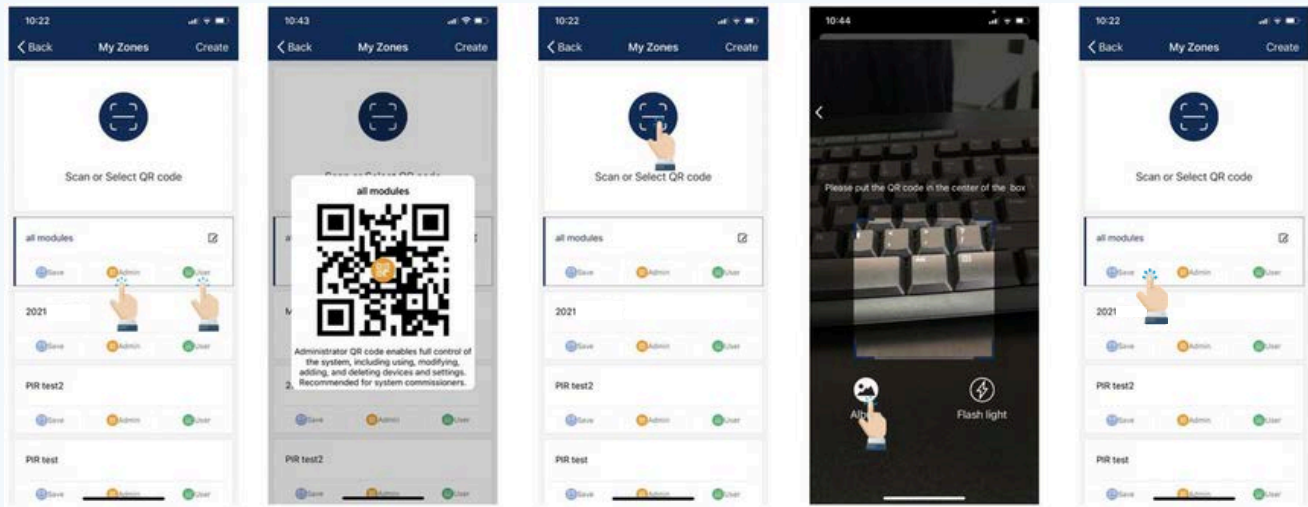 10:22
Back My Zones Create
Scan or Select QR code
all modules
Save Admin User
2021
Save Admin User
PIR test2
Save Admin User
PIR test
Save Admin User
10:43
Back My Zones Create
all modules
Administrator QR code enables full control of
the system, including using, modifying,
adding, and deleting devices and settings.
Recommended for system commissioners.
Save Admin User
PIR test2
Save Admin User
10:22
Back My Zones Create
Scan or Select QR code
all modules
Save Admin User
2021
Save Admin User
PIR test2
Save Admin User
PIR test
Save Admin User
10:44
Please put the QR code in the center of the box
Flash light
10:22
Back My Zones Create
Scan or Select QR code
all modules
Save Admin User
2021
Save Admin User
PIR test2
Save Admin User
PIR test
Save Admin User